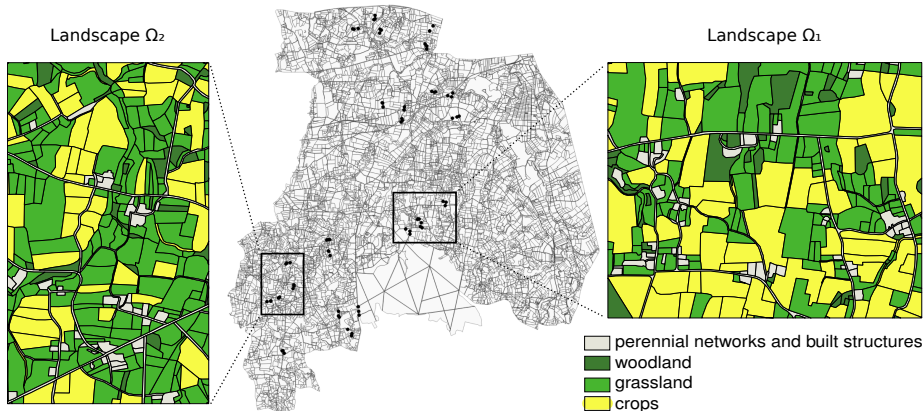 Landscape Ω₂
Landscape Ω₁
perennial networks and built structures
woodland
grassland
crops